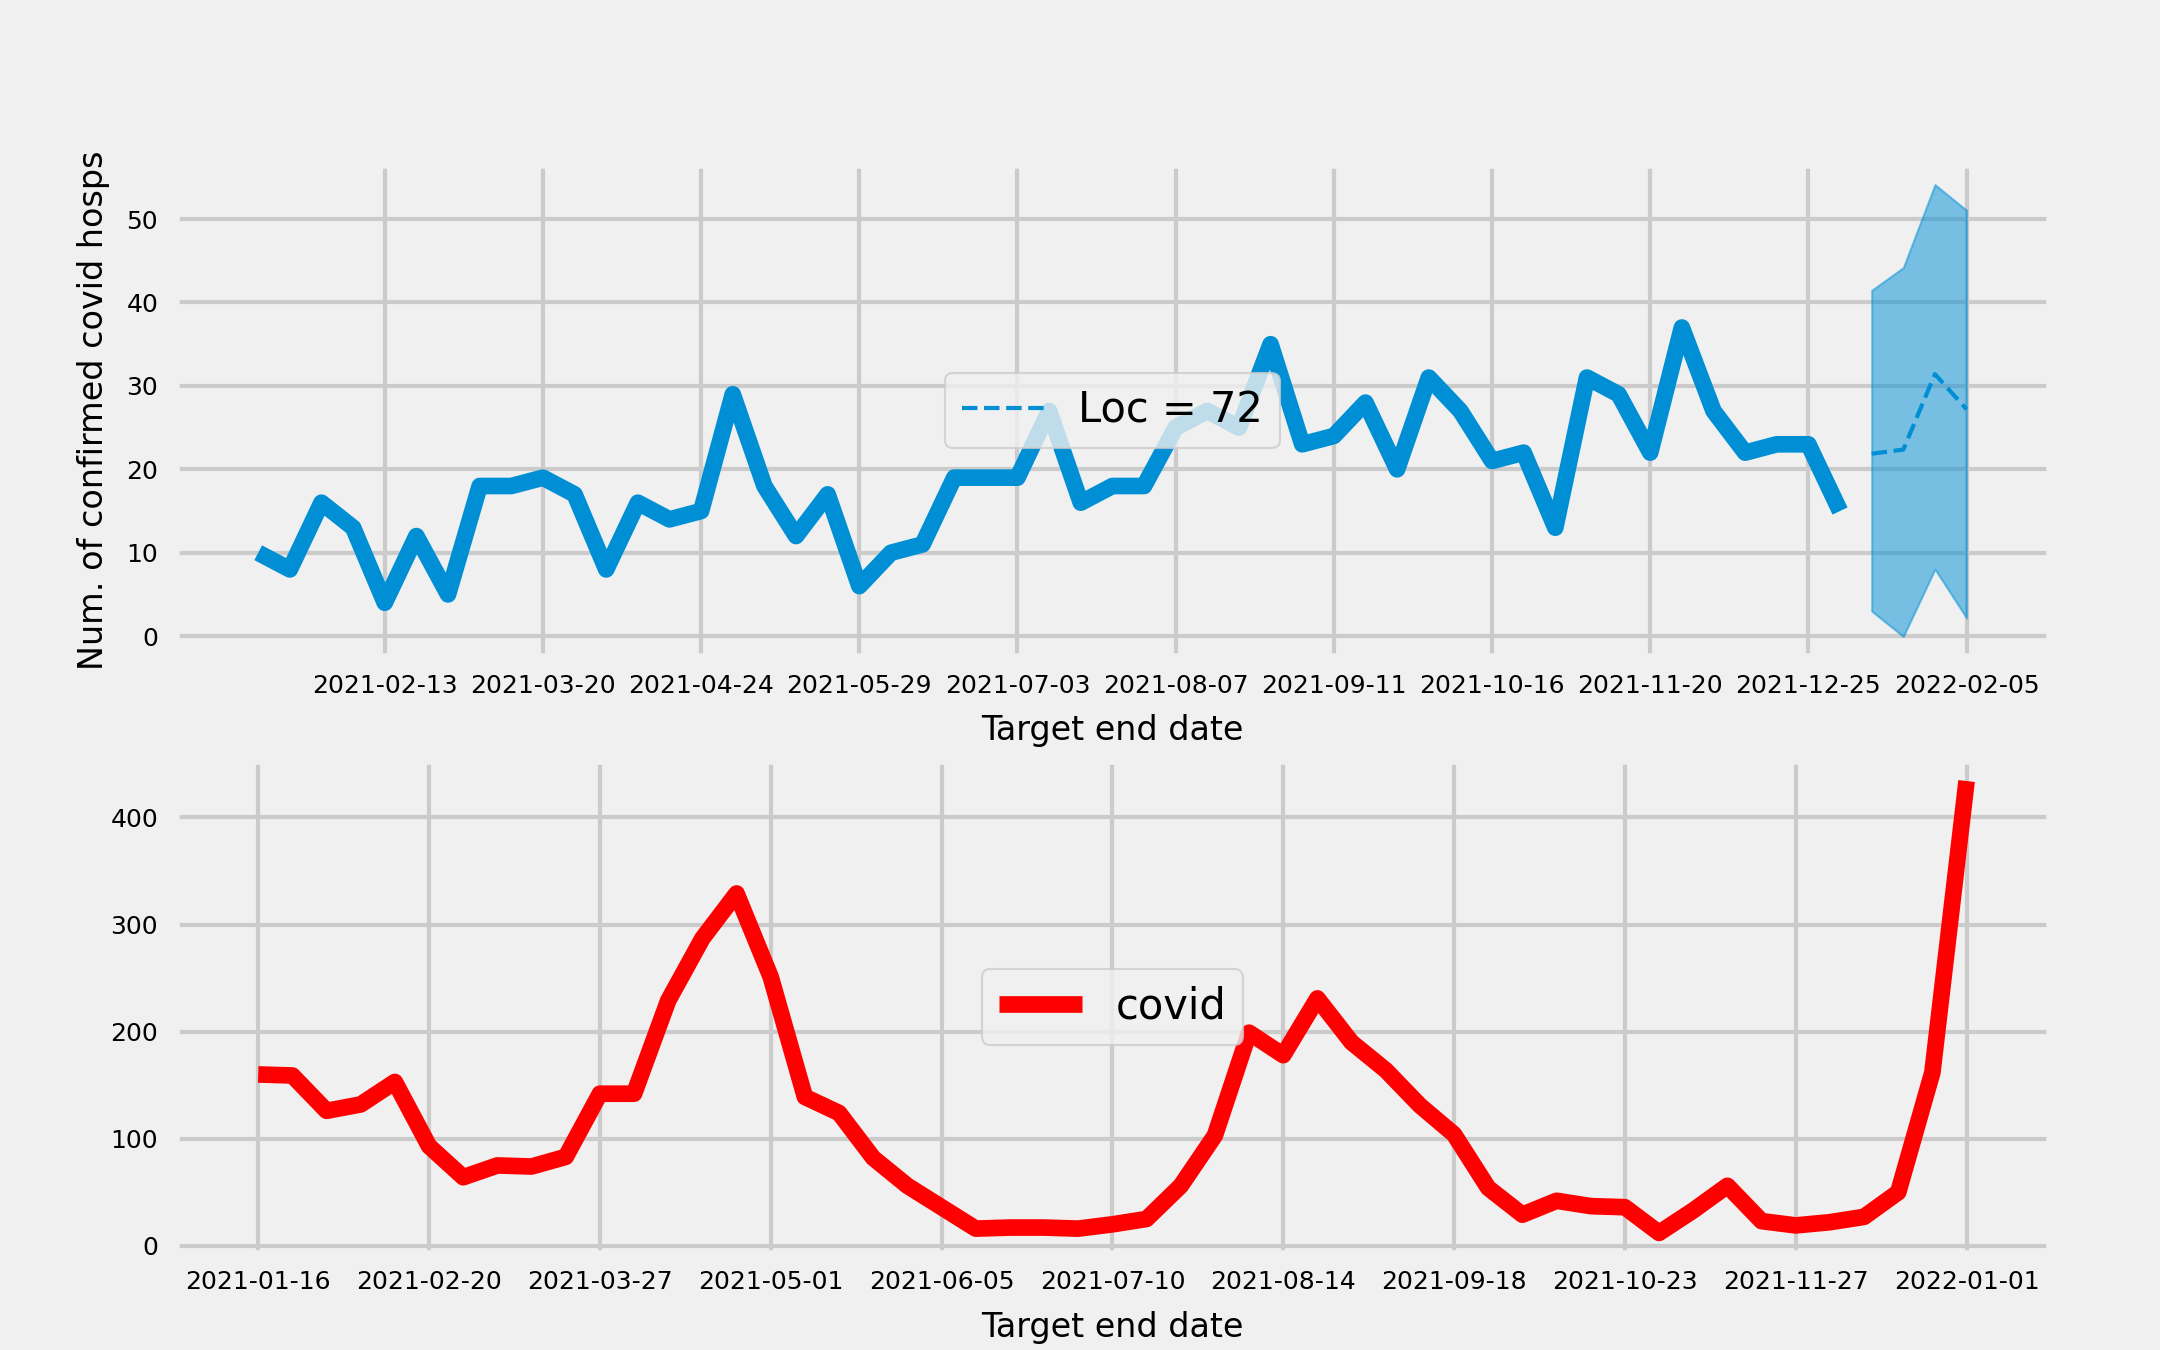 Num. of confirmed covid hosps
50
40
30
20
10
0
Loc = 72
2021-02-13 2021-03-20 2021-04-24 2021-05-29 2021-07-03 2021-08-07 2021-09-11 2021-10-16 2021-11-20 2021-12-25 2022-02-05
Target end date
400
300
200
100
0
covid
2021-01-16 2021-02-20 2021-03-27 2021-05-01 2021-06-05 2021-07-10 2021-08-14 2021-09-18 2021-10-23 2021-11-27 2022-01-01
Target end date